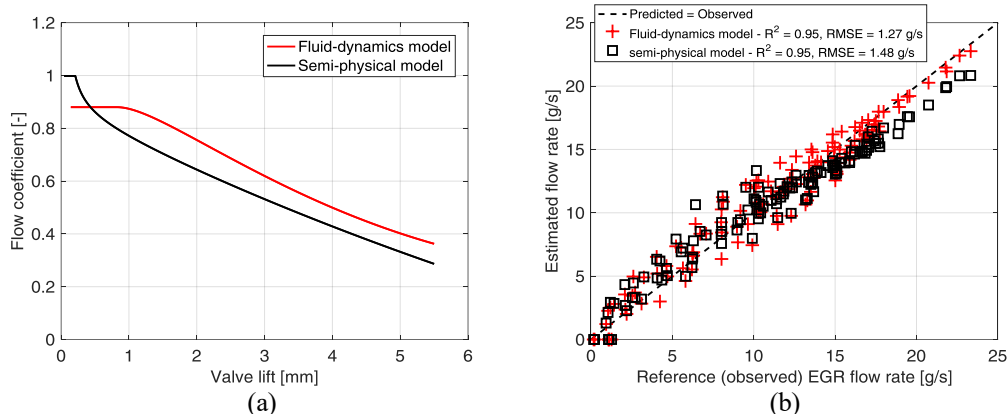 1.2
1
0.8
0.6
0.4
0.2
0
Flow coefficient [-]
Fluid-dynamics model
Semi-physical model
0 1 2 3 4 5 6
Valve lift [mm]
(a)
25
20
15
10
5
0
Estimated flow rate [g/s]
Predicted = Observed
Fluid-dynamics model - R² = 0.95, RMSE = 1.27 g/s
semi-physical model - R² = 0.95, RMSE = 1.48 g/s
0 5 10 15 20 25
Reference (observed) EGR flow rate [g/s]
(b)